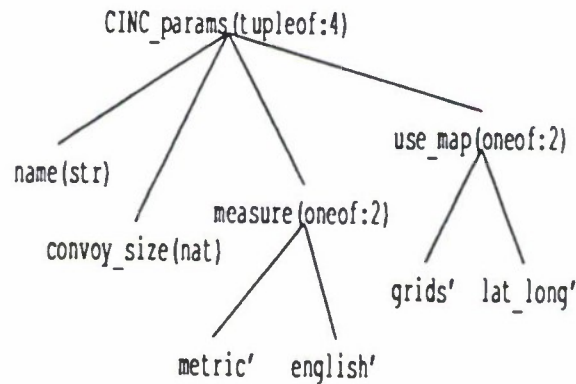 CINC_params(tupleof:4)
use_map(oneof:2)
name(str)
measure(oneof:2)
convoy_size(nat)
grids' lat_long'
metric' english'